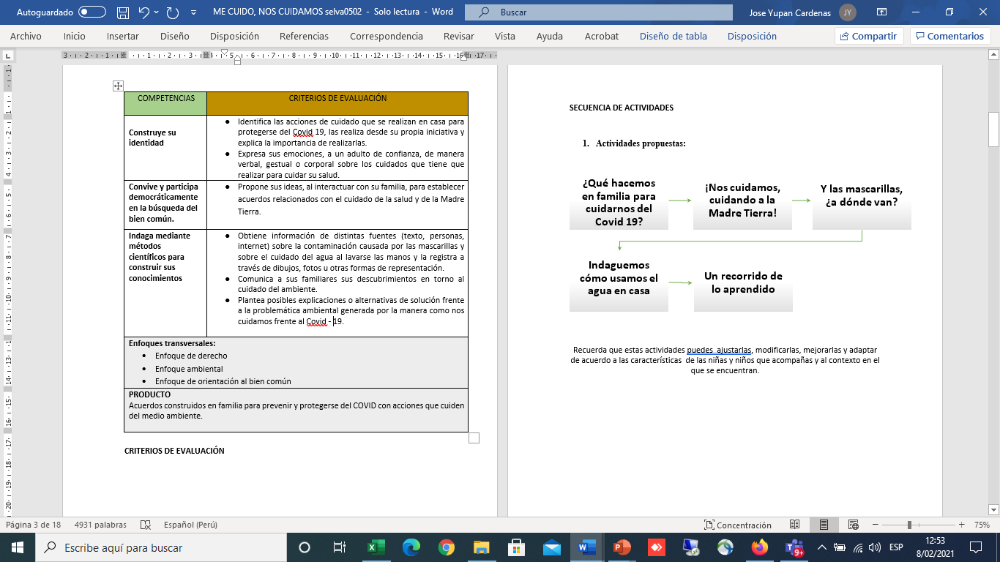 Autoguardado
ME CUIDO, NOS CUIDAMOS selva0502 - Solo lectura - Word
Buscar
Jose Yupan Cardenas
JY
Archivo Inicio Insertar Diseño Disposición Referencias Correspondencia Revisar Vista Ayuda Acrobat Diseño de tabla Disposición
Compartir
Comentarios
COMPETENCIAS
CRITERIOS DE EVALUACIÓN
Construye su
identidad
● Identifica las acciones de cuidado que se realizan en casa para
protegerse del Covid 19, las realiza desde su propia iniciativa y
explica la importancia de realizarlas.
● Expresa sus emociones, a un adulto de confianza, de manera
verbal, gestual o corporal sobre los cuidados que tiene que
realizar para cuidar su salud.
Convive y participa
democráticamente
en la búsqueda del
bien común.
● Propone sus ideas, al interactuar con su familia, para establecer
acuerdos relacionados con el cuidado de la salud y de la Madre
Tierra.
Indaga mediante
métodos
científicos para
construir sus
conocimientos
● Obtiene información de distintas fuentes (texto, personas,
internet) sobre la contaminación causada por las mascarillas y
sobre el cuidado del agua al lavarse las manos y la registra a
través de dibujos, fotos u otras formas de representación.
● Comunica a sus familiares sus descubrimientos en torno al
cuidado del ambiente.
● Plantea posibles explicaciones o alternativas de solución frente
a la problemática ambiental generada por la manera como nos
cuidamos frente al Covid - 19.
Enfoques transversales:
• Enfoque de derecho
• Enfoque ambiental
• Enfoque de orientación al bien común
PRODUCTO
Acuerdos construidos en familia para prevenir y protegerse del COVID con acciones que cuiden
del medio ambiente.
CRITERIOS DE EVALUACIÓN
SECUENCIA DE ACTIVIDADES
1. Actividades propuestas:
¿Qué hacemos
en familia para
cuidarnos del
Covid 19?
¡Nos cuidamos,
cuidando a la
Madre Tierra!
Y las mascarillas,
¿a dónde van?
Indaguemos
cómo usamos el
agua en casa
Un recorrido de
lo aprendido
Recuerda que estas actividades puedes ajustarlas, modificarlas, mejorarlas y adaptar
de acuerdo a las características de las niñas y niños que acompañas y al contexto en el
que se encuentran.
Página 3 de 18 4931 palabras Español (Perú)
Concentración
75%
Escribe aquí para buscar
9+
ESP
12:53
8/02/2021